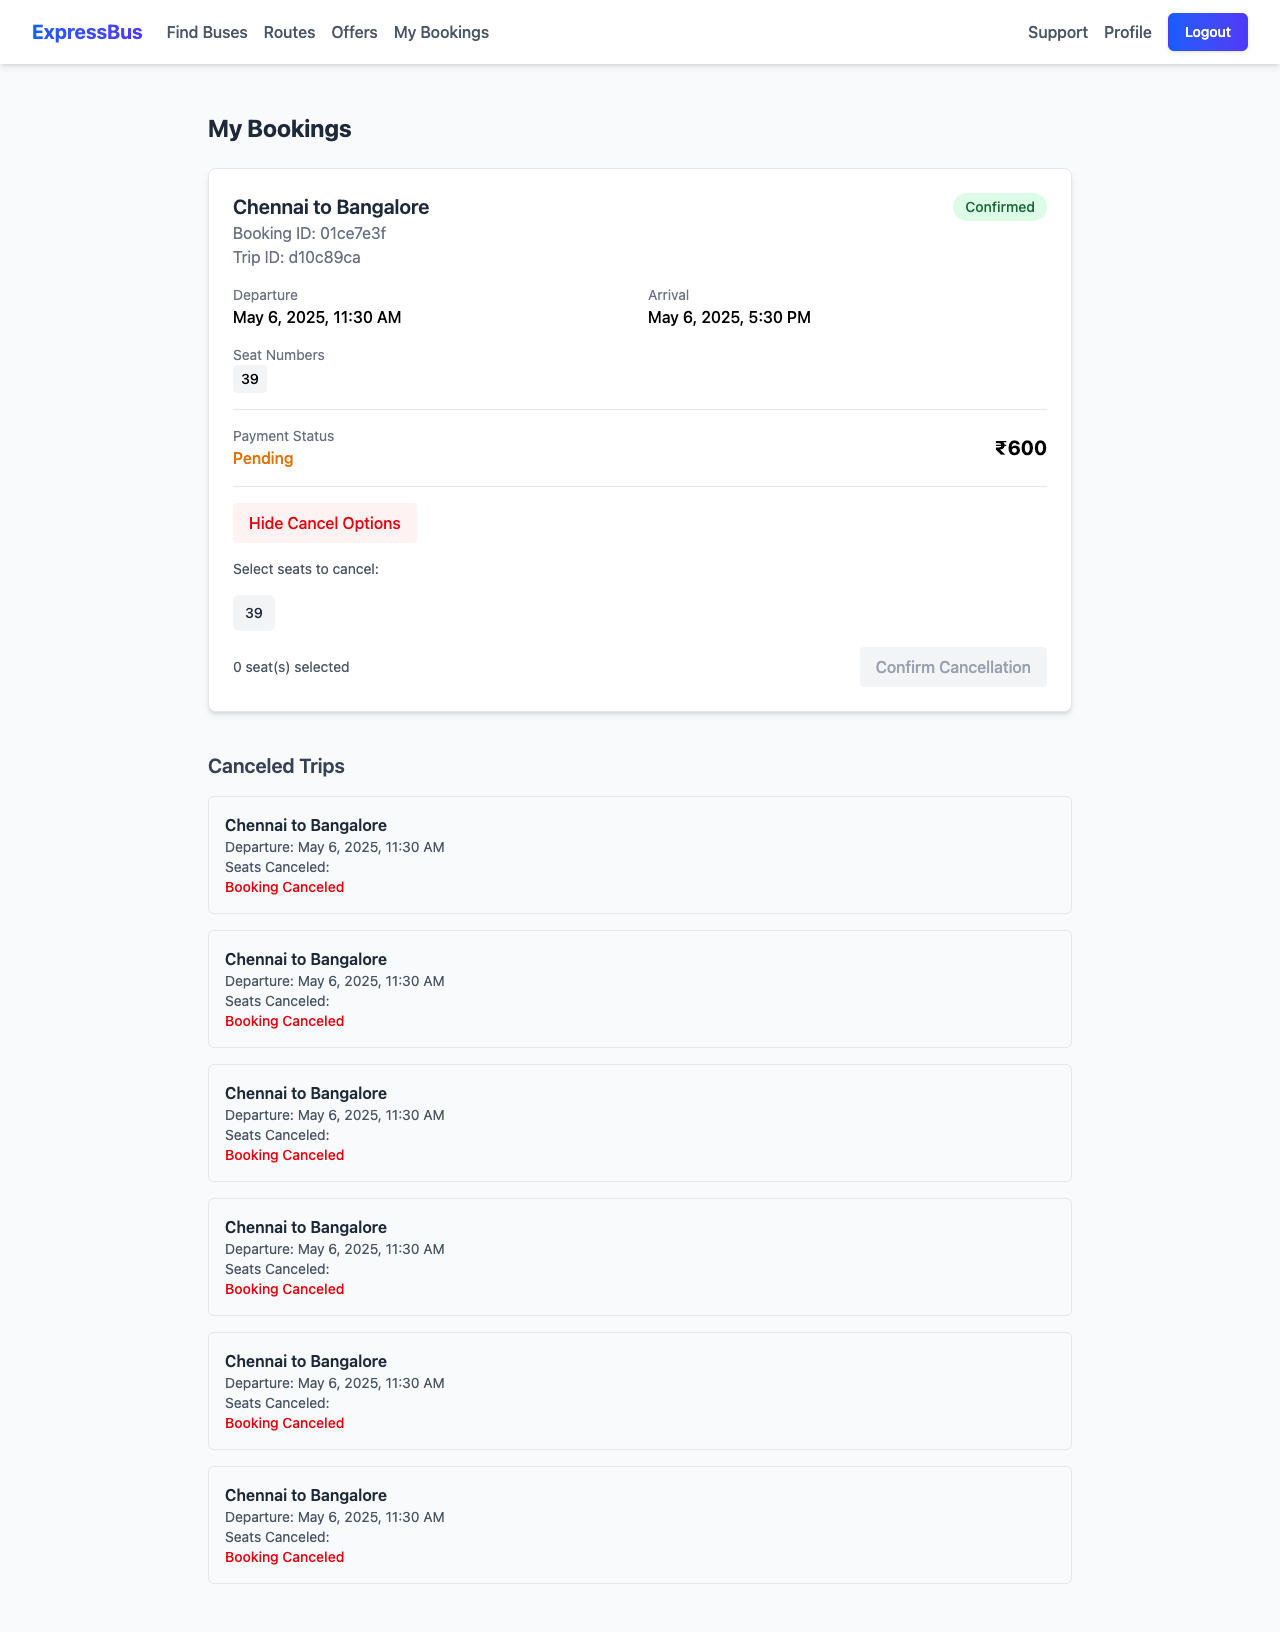 ExpressBus Find Buses Routes Offers My Bookings Support Profile Logout
My Bookings
Chennai to Bangalore Confirmed
Booking ID: 01ce7e3f
Trip ID: d10c89ca
Departure Arrival
May 6, 2025, 11:30 AM May 6, 2025, 5:30 PM
Seat Numbers
39
Payment Status
Pending ₹600
Hide Cancel Options
Select seats to cancel:
39
0 seat(s) selected Confirm Cancellation
Canceled Trips
Chennai to Bangalore
Departure: May 6, 2025, 11:30 AM
Seats Canceled:
Booking Canceled
Chennai to Bangalore
Departure: May 6, 2025, 11:30 AM
Seats Canceled:
Booking Canceled
Chennai to Bangalore
Departure: May 6, 2025, 11:30 AM
Seats Canceled:
Booking Canceled
Chennai to Bangalore
Departure: May 6, 2025, 11:30 AM
Seats Canceled:
Booking Canceled
Chennai to Bangalore
Departure: May 6, 2025, 11:30 AM
Seats Canceled:
Booking Canceled
Chennai to Bangalore
Departure: May 6, 2025, 11:30 AM
Seats Canceled:
Booking Canceled